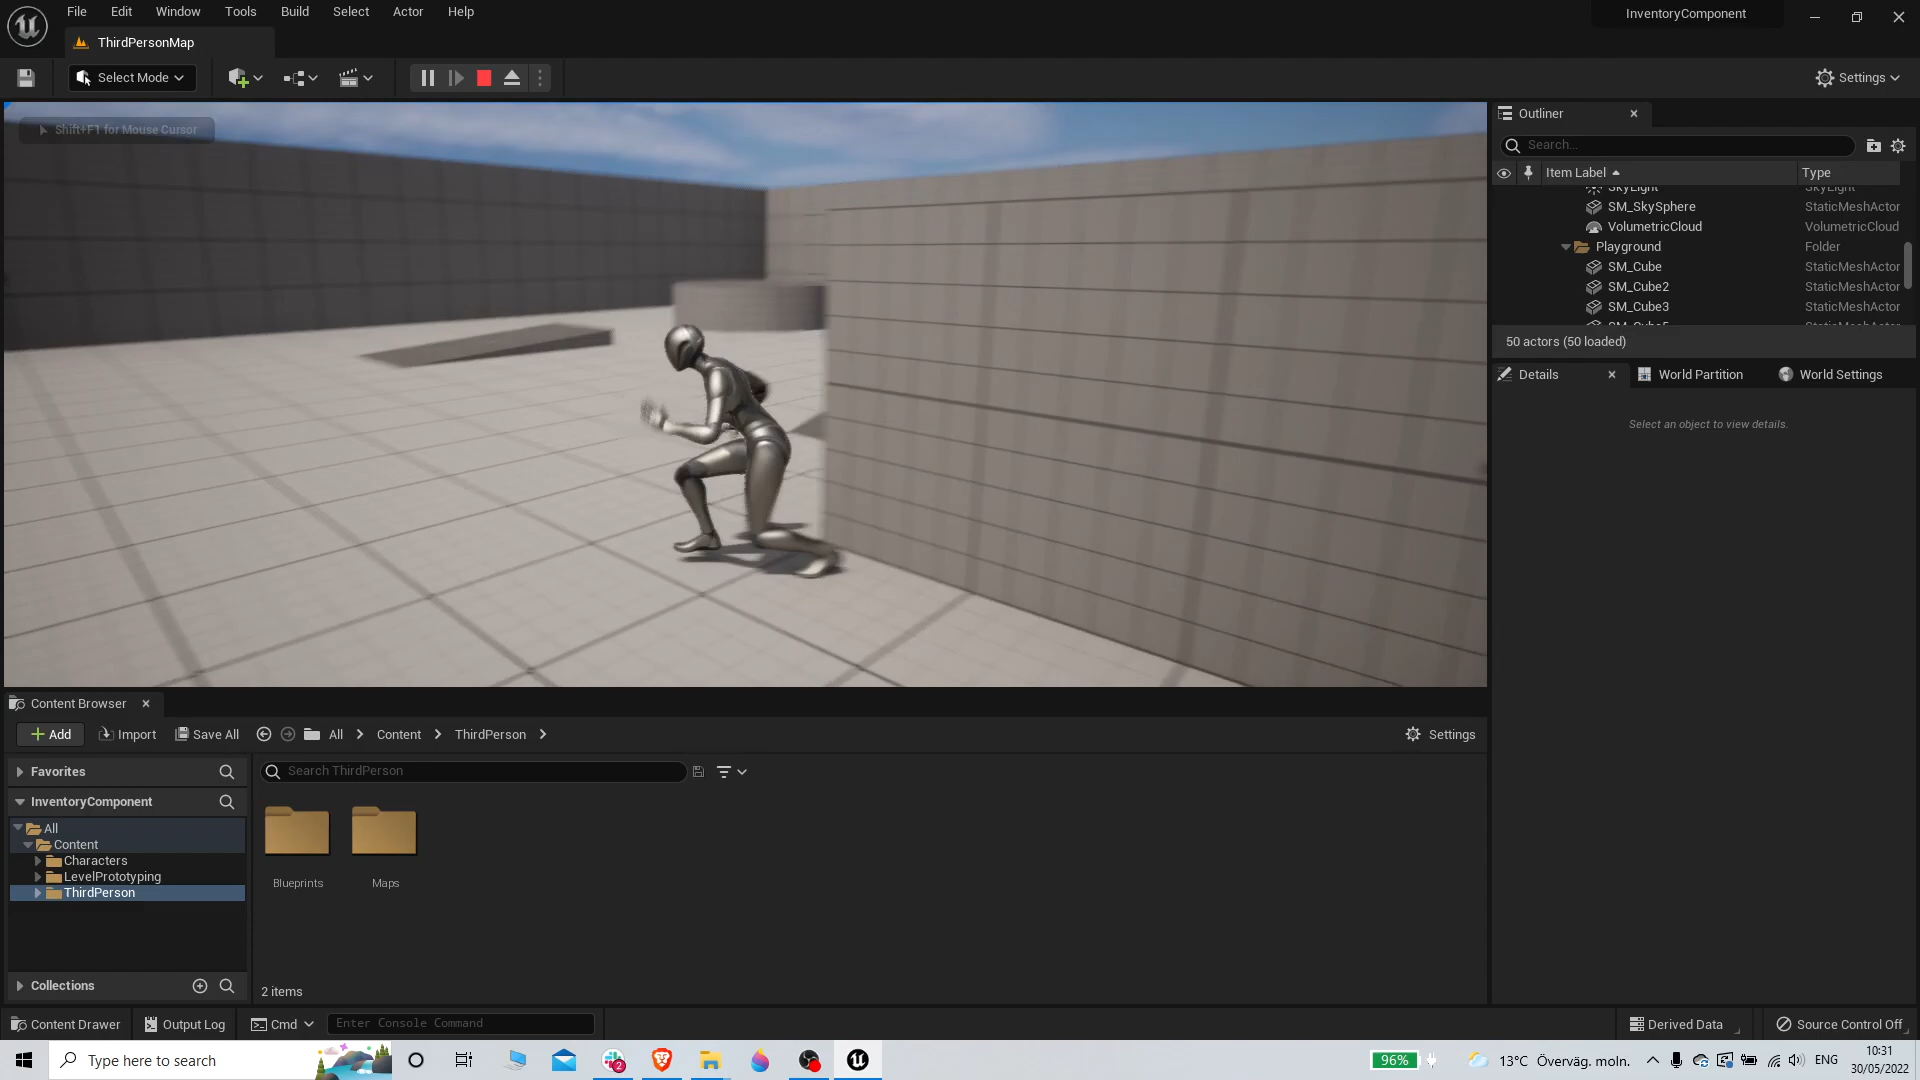 File Edit Window Tools Build Select Actor Help
InventoryComponent
ThirdPersonMap
Select Mode
Settings
Shift+F1 for Mouse Cursor
Outliner
Search...
Item Label
Type
SkyLight SkyLight
SM_SkySphere StaticMeshActor
VolumetricCloud VolumetricCloud
Playground Folder
SM_Cube StaticMeshActor
SM_Cube2 StaticMeshActor
SM_Cube3 StaticMeshActor
SM_Cube5 StaticMeshActor
50 actors (50 loaded)
Details World Partition World Settings
Select an object to view details.
Content Browser
Add Import Save All All Content ThirdPerson
Settings
Favorites
Search ThirdPerson
InventoryComponent
All
Content
Characters
LevelPrototyping
ThirdPerson
Blueprints Maps
Collections
2 items
Content Drawer Output Log Cmd Enter Console Command
Derived Data Source Control Off
Type here to search
2
96%
13°C Överväg. moln.
ENG
10:31
30/05/2022